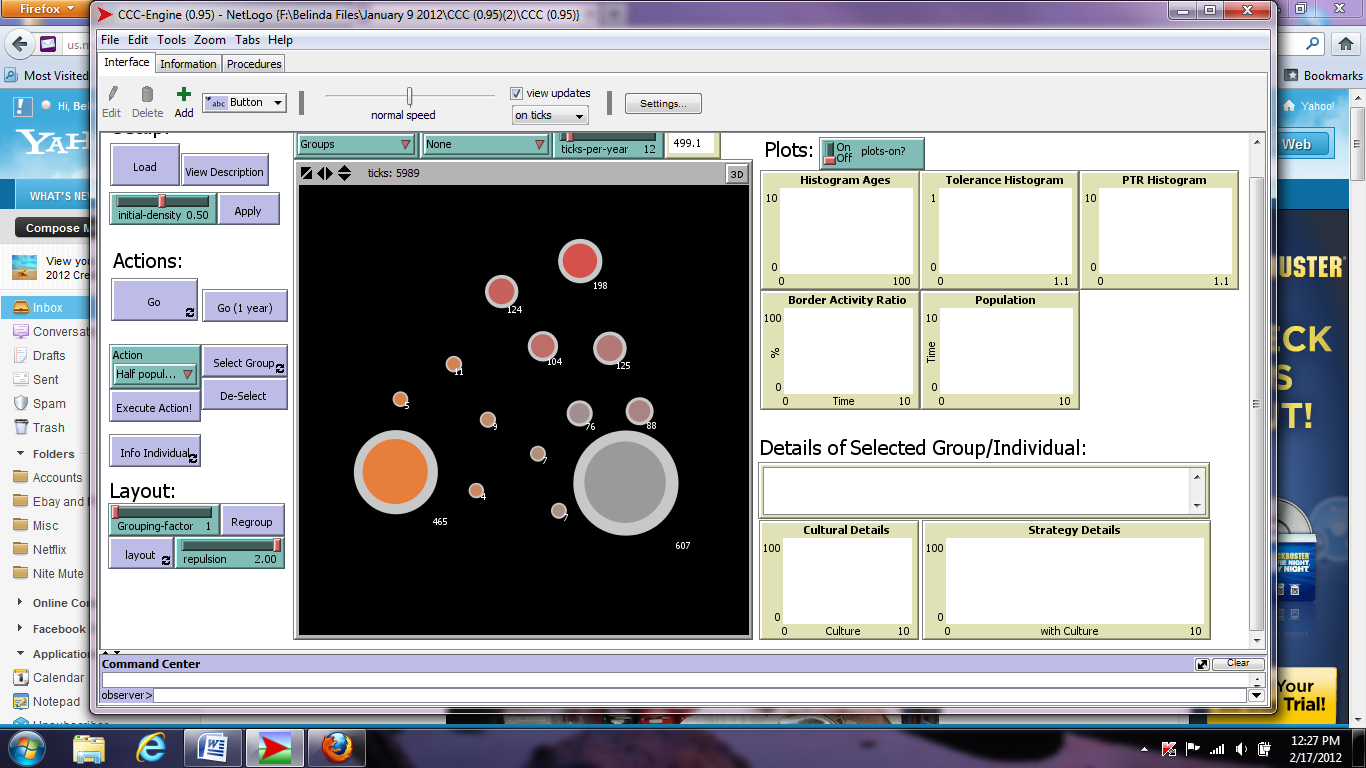 Firefox
CCC-Engine (0.95) - NetLogo {F:\Belinda Files\January 9 2012\CCC (0.95)(2)\CCC (0.95)}
us.m
File Edit Tools Zoom Tabs Help
Most Visited
Bookmarks
Interface Information Procedures
Edit Delete Add abc Button normal speed view updates on ticks Settings...
Hi, Bel
Yahoo!
YAH
Web
WHAT'S NE
Compose M
View you
2012 Cre
Inbox
Conversat
Drafts
Sent
Spam
Trash
Folders
Accounts
Ebay and
Misc
Netflix
Nite Mute
Online Con
Facebook
Application
Calendar
Notepad
Setup:
Load View Description
initial-density 0.50 Apply
Actions:
Go Go (1 year)
Action
Half popul... Select Group
Execute Action! De-Select
Info Individual
Layout:
Grouping-factor 1 Regroup
layout repulsion 2.00
Groups None ticks-per-year 12 499.1
ticks: 5989 3D
198
124
104
125
11
5
9
76
88
7
4
7
465
607
Plots: On Off plots-on?
Histogram Ages Tolerance Histogram PTR Histogram
10 1 10
0 0 0
0 100 0 1.1 0 1.1
Border Activity Ratio Population
100 10
% Time
0 0
0 Time 10 0 10
Details of Selected Group/Individual:
Cultural Details Strategy Details
100 100
0 0
0 Culture 10 0 with Culture 10
Command Center Clear
observer>
BUSTER
CK
S
T!
Your
Trial!
12:27 PM
2/17/2012